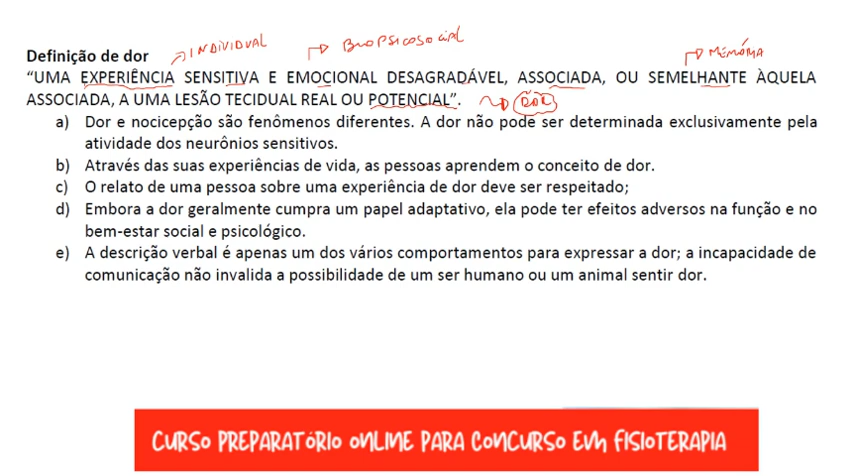 INDIVIDUAL
BIOPSICOSSOCIAL
MEMÓRIA
Definição de dor
“UMA EXPERIÊNCIA SENSITIVA E EMOCIONAL DESAGRADÁVEL, ASSOCIADA, OU SEMELHANTE ÀQUELA
ASSOCIADA, A UMA LESÃO TECIDUAL REAL OU POTENCIAL”.
DOR
a) Dor e nocicepção são fenômenos diferentes. A dor não pode ser determinada exclusivamente pela
atividade dos neurônios sensitivos.
b) Através das suas experiências de vida, as pessoas aprendem o conceito de dor.
c) O relato de uma pessoa sobre uma experiência de dor deve ser respeitado;
d) Embora a dor geralmente cumpra um papel adaptativo, ela pode ter efeitos adversos na função e no
bem-estar social e psicológico.
e) A descrição verbal é apenas um dos vários comportamentos para expressar a dor; a incapacidade de
comunicação não invalida a possibilidade de um ser humano ou um animal sentir dor.
CURSO PREPARATÓRIO ONLINE PARA CONCURSO EM FISIOTERAPIA